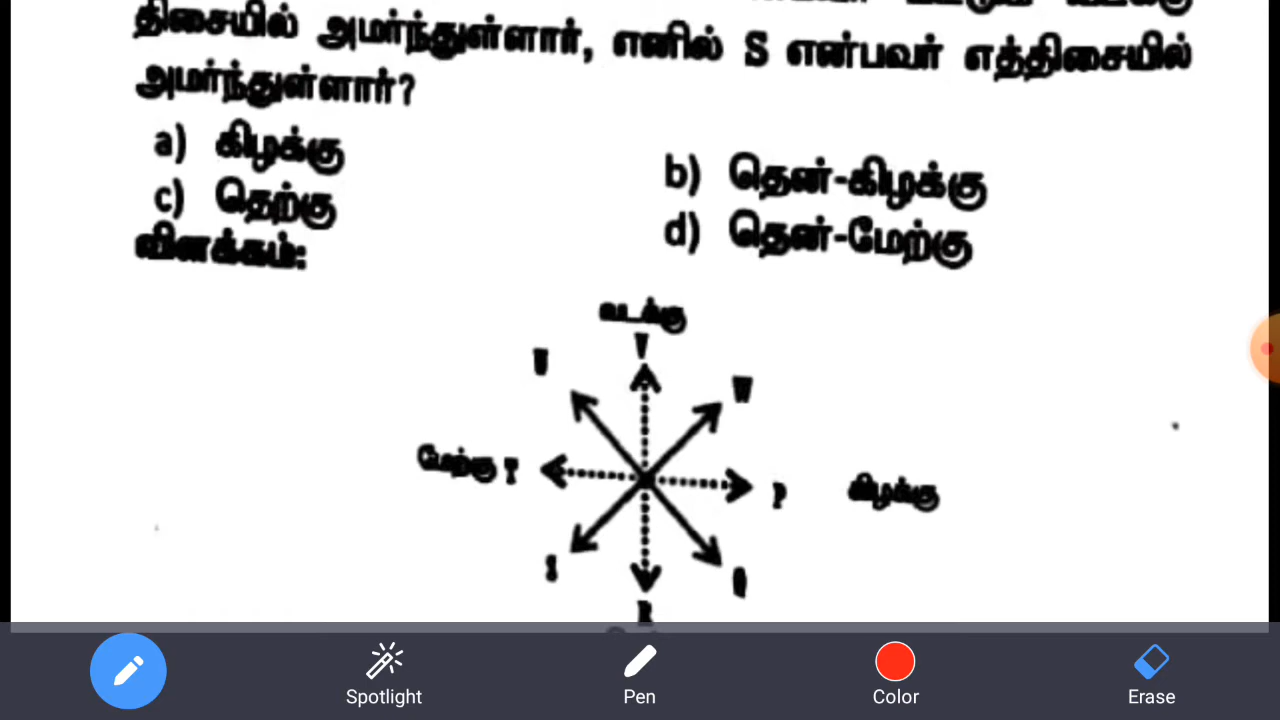 திசையில் அமர்ந்துள்ளார், எனில் S என்பவர் எத்திசையில்
அமர்ந்துள்ளார்?
a) கிழக்கு
b) தென்-கிழக்கு
c) தெற்கு
d) தென்-மேற்கு
விளக்கம்:
வடக்கு
V
U
W
மேற்கு T
P கிழக்கு
S
Q
R
Spotlight
Pen
Color
Erase